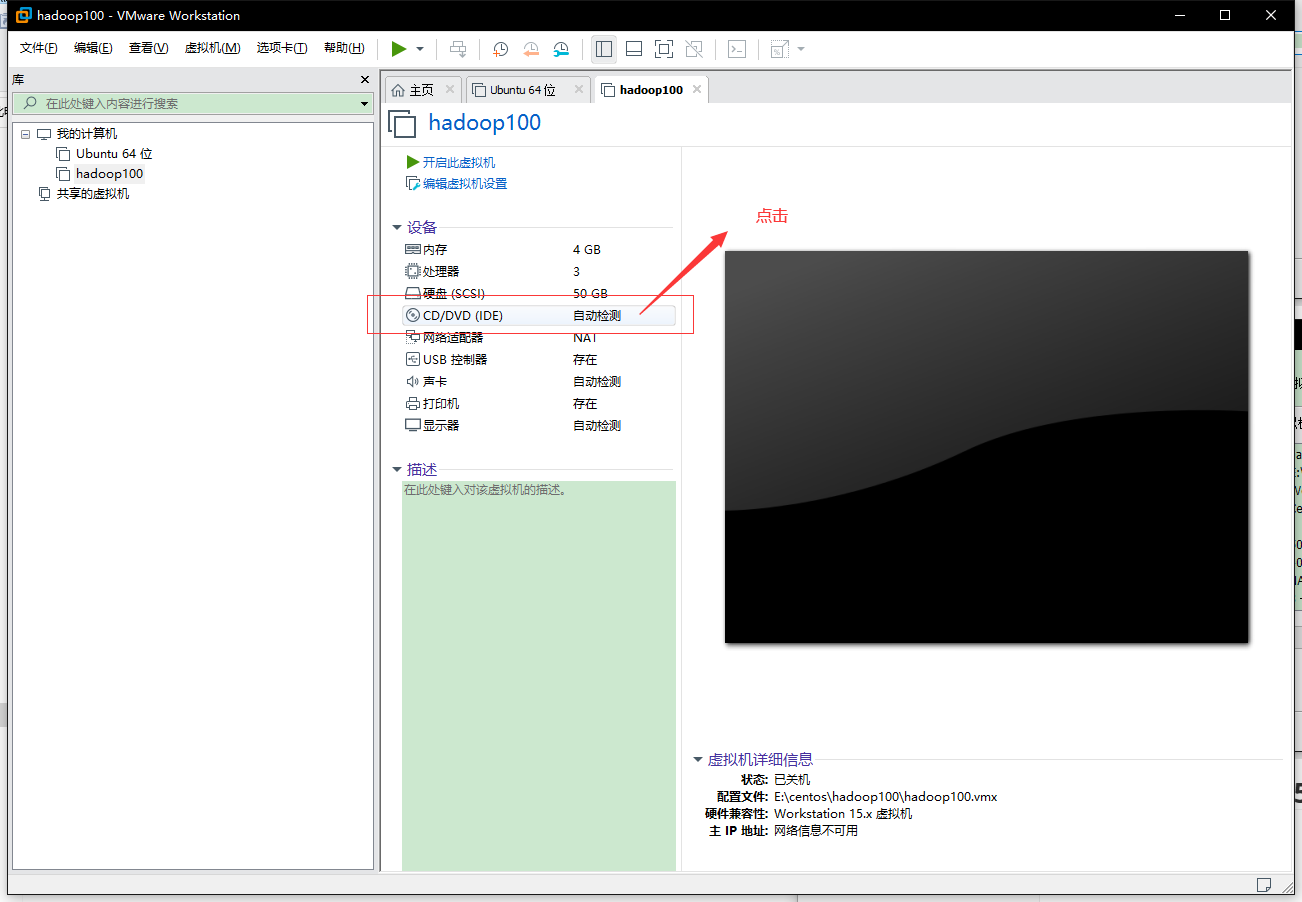 hadoop100 - VMware Workstation
文件(F) 编辑(E) 查看(V) 虚拟机(M) 选项卡(T) 帮助(H)
库
在此处键入内容进行搜索
我的计算机
Ubuntu 64 位
hadoop100
共享的虚拟机
主页 Ubuntu 64 位 hadoop100
hadoop100
开启此虚拟机
编辑虚拟机设置
点击
设备
内存 4 GB
处理器 3
硬盘 (SCSI) 50 GB
CD/DVD (IDE) 自动检测
网络适配器 NAT
USB 控制器 存在
声卡 自动检测
打印机 存在
显示器 自动检测
描述
在此处键入对该虚拟机的描述。
虚拟机详细信息
状态: 已关机
配置文件: E:\centos\hadoop100\hadoop100.vmx
硬件兼容性: Workstation 15.x 虚拟机
主 IP 地址: 网络信息不可用